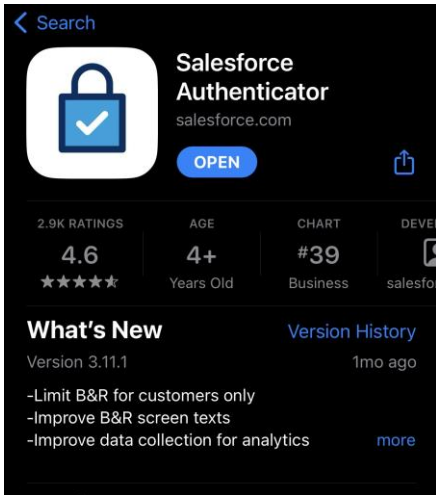 Search
Salesforce
Authenticator
salesforce.com
OPEN
2.9K RATINGS
4.6
AGE
4+
Years Old
CHART
#39
Business
What's New
Version History
Version 3.11.1
1mo ago
-Limit B&R for customers only
-Improve B&R screen texts
-Improve data collection for analytics
more